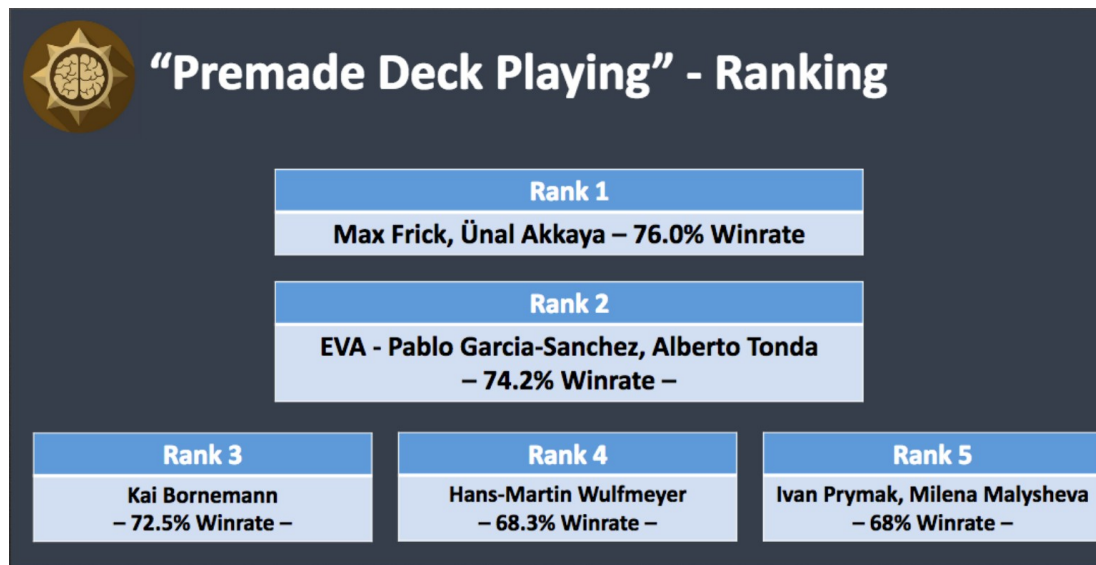 “Premade Deck Playing” - Ranking
Rank 1
Max Frick, Ünal Akkaya – 76.0% Winrate
Rank 2
EVA - Pablo Garcia-Sanchez, Alberto Tonda
– 74.2% Winrate –
Rank 3
Kai Bornemann
– 72.5% Winrate –
Rank 4
Hans-Martin Wulfmeyer
– 68.3% Winrate –
Rank 5
Ivan Prymak, Milena Malysheva
– 68% Winrate –